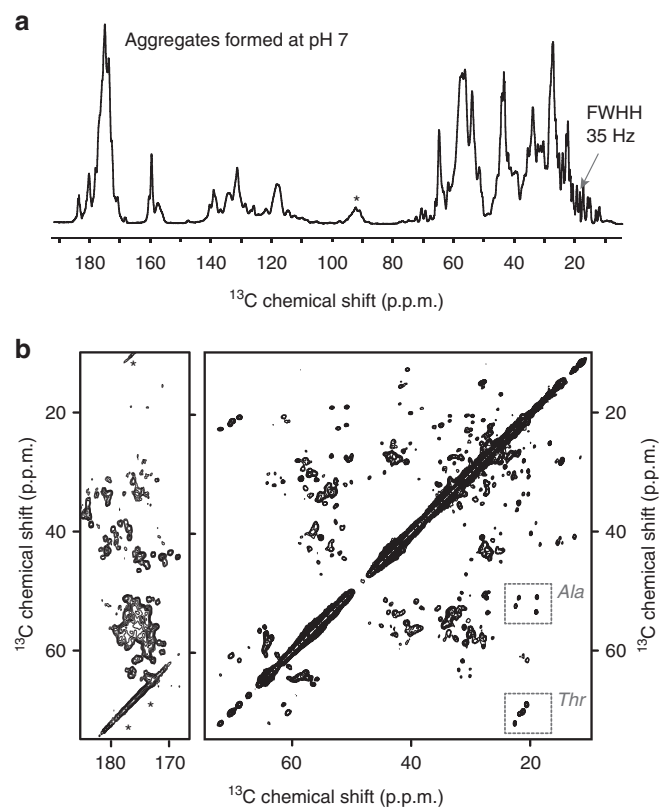 a
Aggregates formed at pH 7
FWHH
35 Hz
*
180 160 140 120 100 80 60 40 20
¹³C chemical shift (p.p.m.)
b
*
20 20
40 40
60 60
¹³C chemical shift (p.p.m.)
¹³C chemical shift (p.p.m.)
Ala
Thr
*
*
180 170 60 40 20
¹³C chemical shift (p.p.m.)